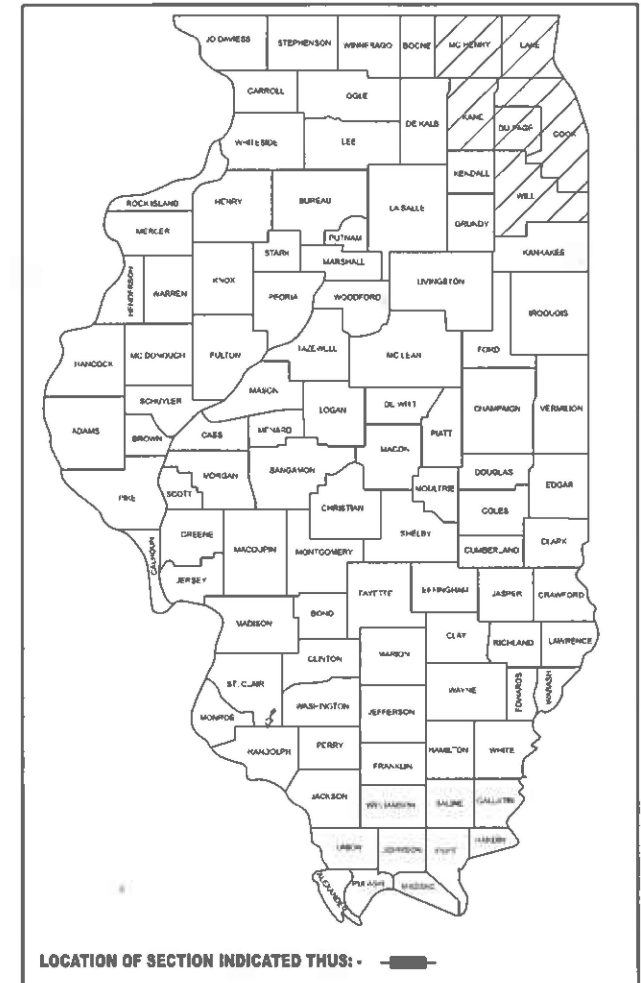 JO DAVIESS STEPHENSON WINNEBAGO BOONE MC HENRY LAKE
CARROLL OGLE DE KALB KANE DU PAGE COOK
WHITESIDE LEE
KENDALL WILL
ROCK ISLAND HENRY BUREAU LA SALLE GRUNDY
MERCER PUTNAM KANKAKEE
STARK MARSHALL LIVINGSTON
HENDERSON WARREN KNOX PEORIA WOODFORD IROQUOIS
HANCOCK MC DONOUGH FULTON TAZEWELL MC LEAN FORD
MASON
SCHUYLER LOGAN DE WITT CHAMPAIGN VERMILION
ADAMS BROWN CASS MENARD PIATT
SANGAMON MACON
PIKE SCOTT MORGAN MOULTRIE DOUGLAS EDGAR
CHRISTIAN COLES
CALHOUN GREENE MACOUPIN MONTGOMERY SHELBY CUMBERLAND CLARK
JERSEY
FAYETTE EFFINGHAM JASPER CRAWFORD
MADISON BOND
CLAY RICHLAND LAWRENCE
CLINTON MARION
ST. CLAIR WAYNE EDWARDS WABASH
MONROE WASHINGTON JEFFERSON
RANDOLPH PERRY HAMILTON WHITE
FRANKLIN
JACKSON WILLIAMSON SALINE GALLATIN
UNION JOHNSON POPE HARDIN
ALEXANDER PULASKI MASSAC
LOCATION OF SECTION INDICATED THUS: -